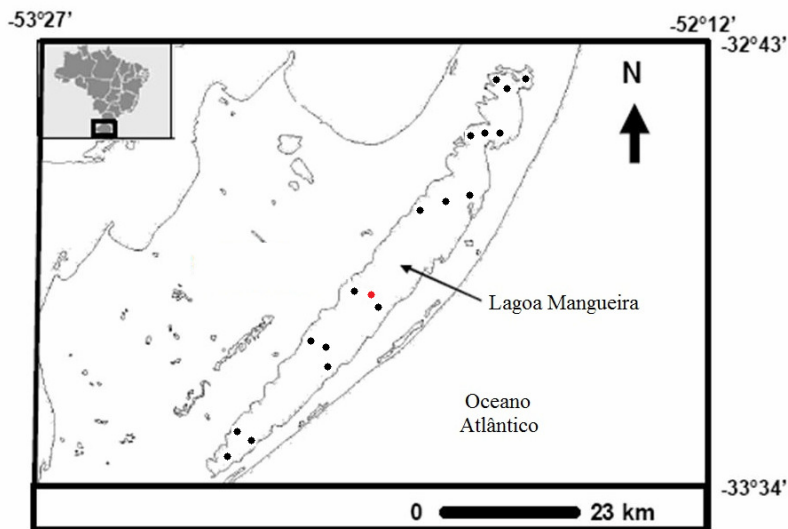 -53°27’
-52°12’
-32°43’
N
Lagoa Mangueira
Oceano
Atlântico
-33°34’
0 23 km